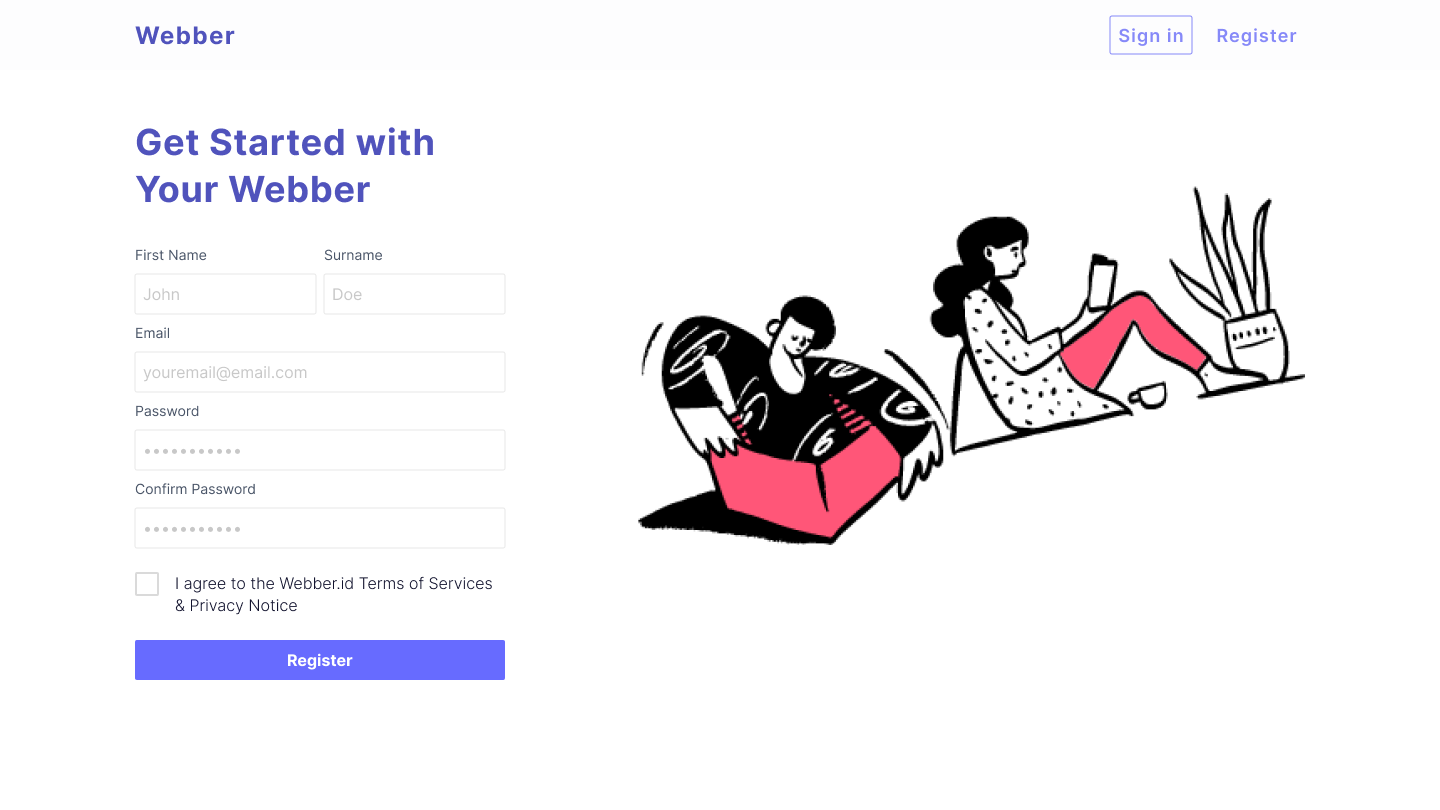 Webber
Sign in
Register
Get Started with
Your Webber
First Name
Surname
John
Doe
Email
youremail@email.com
Password
•••••••••••
Confirm Password
•••••••••••
I agree to the Webber.id Terms of Services
& Privacy Notice
Register